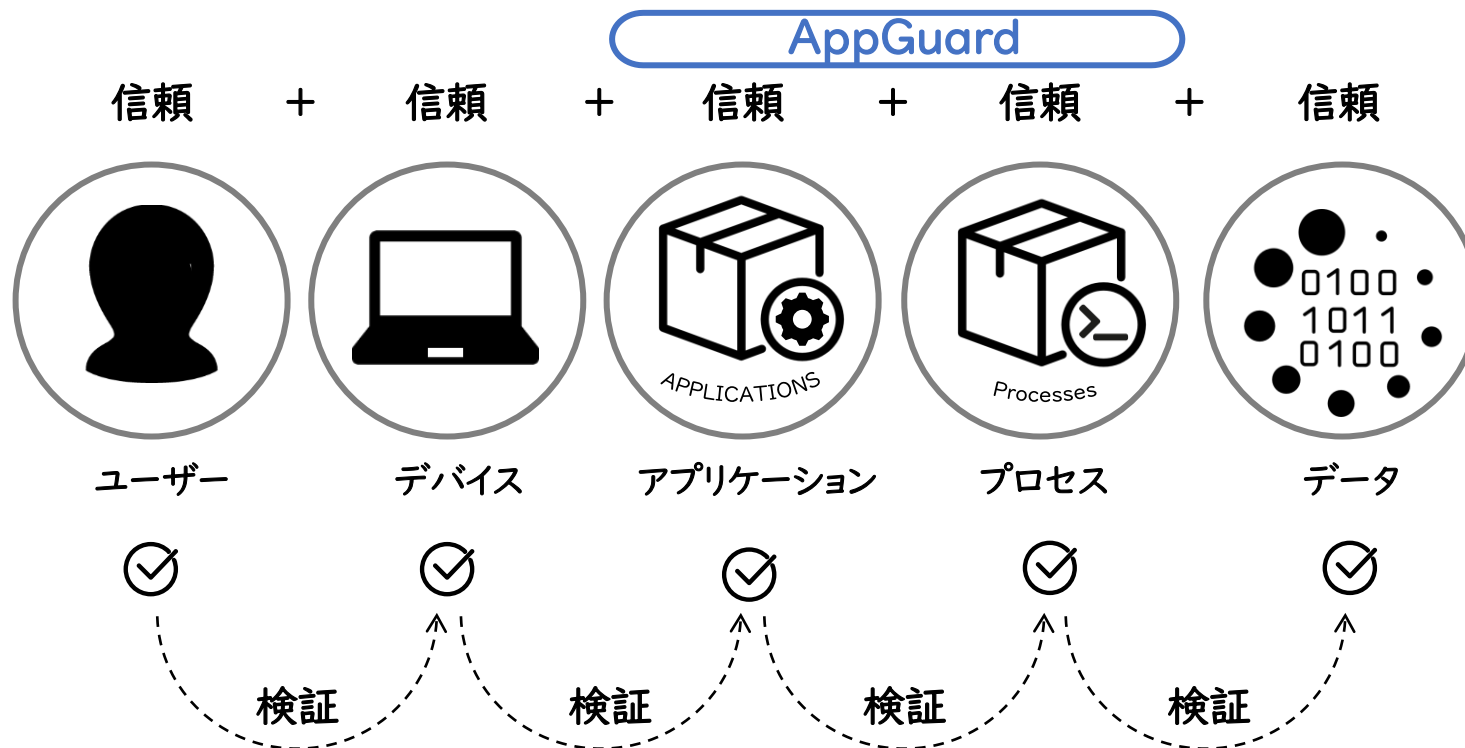 AppGuard
信頼 + 信頼 + 信頼 + 信頼 + 信頼
0100
1011
0100
APPLICATIONS
Processes
ユーザー デバイス アプリケーション プロセス データ
検証 検証 検証 検証